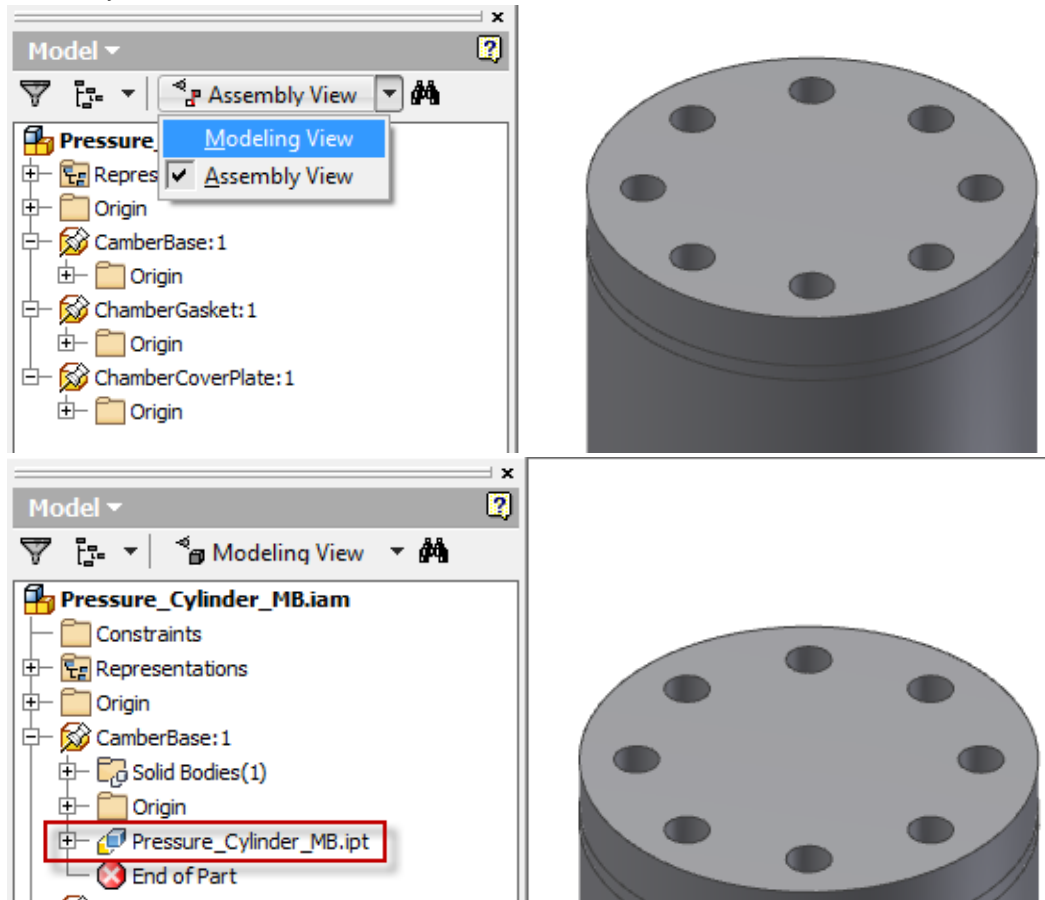 Model
Assembly View
Modeling View
Assembly View
Pressure_
Repres
Origin
CamberBase:1
Origin
ChamberGasket:1
Origin
ChamberCoverPlate:1
Origin
Model
Modeling View
Pressure_Cylinder_MB.iam
Constraints
Representations
Origin
CamberBase:1
Solid Bodies(1)
Origin
Pressure_Cylinder_MB.ipt
End of Part